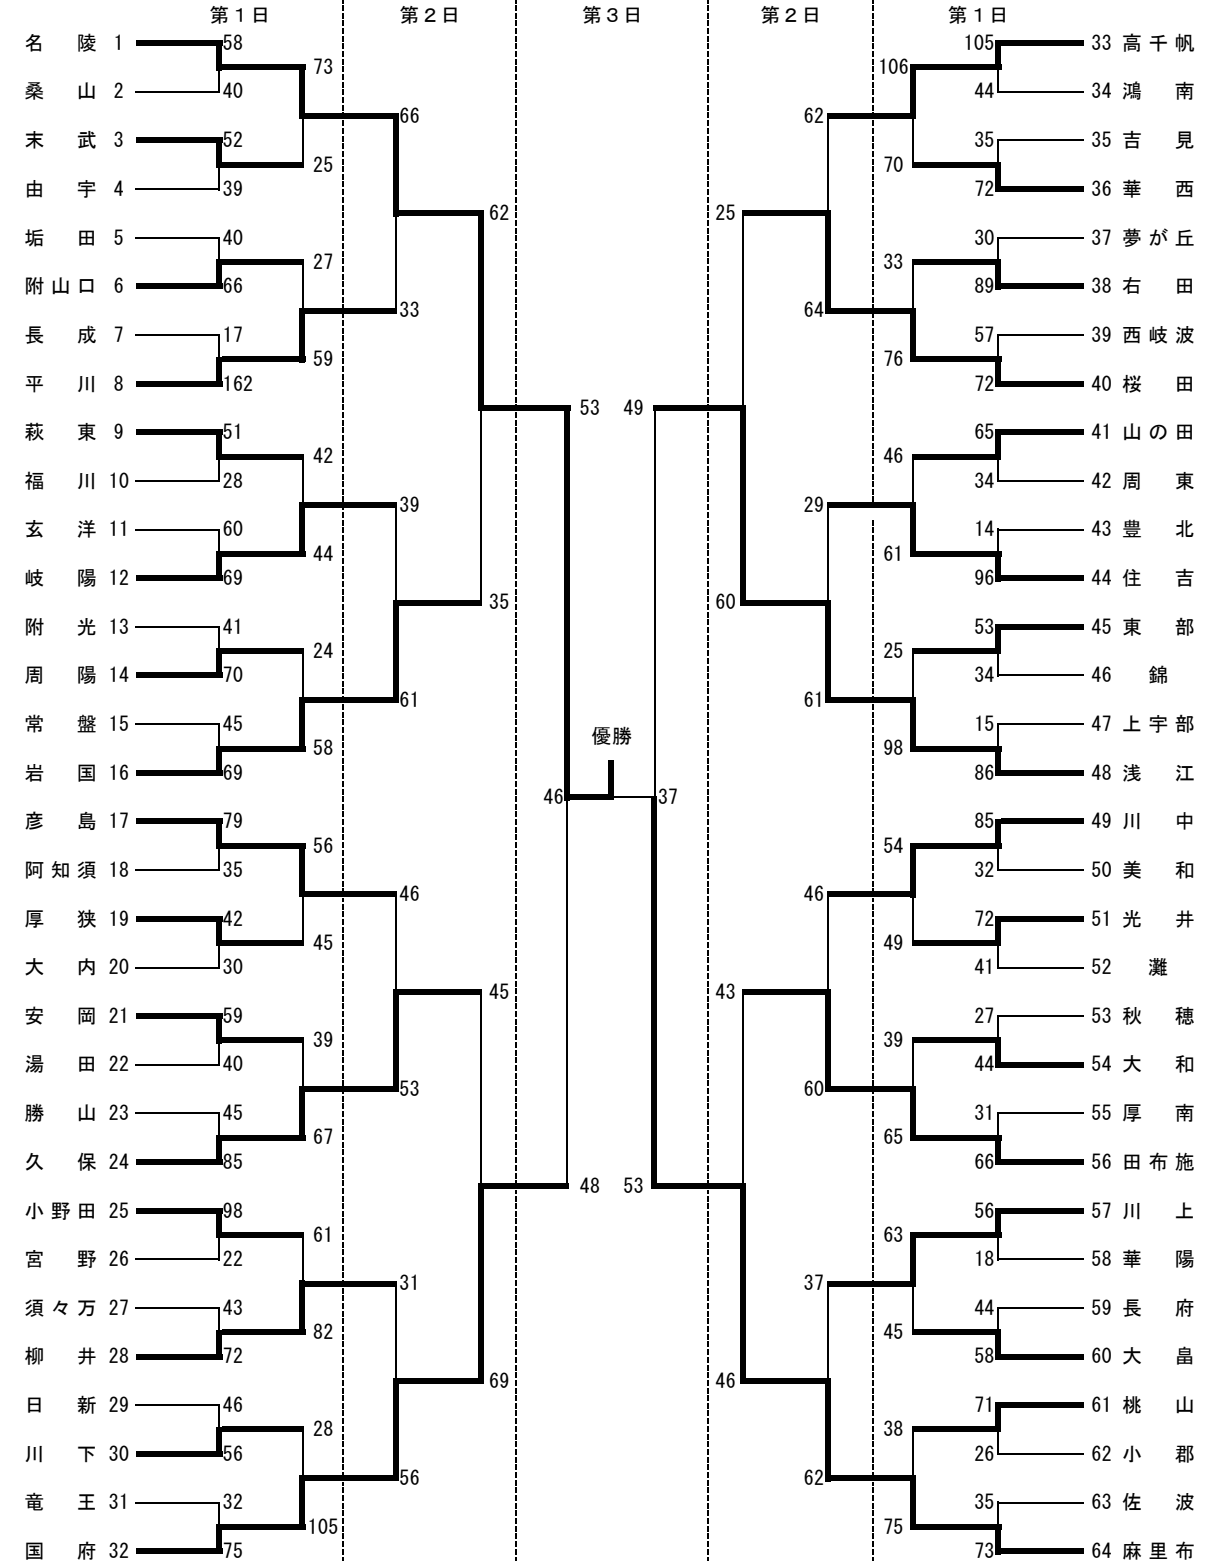 第１日 第２日 第３日 第２日 第１日
名陵 1 58 105 33 高千帆
73 106
桑山 2 40 44 34 鴻南
66 62
末武 3 52 35 35 吉見
25 70
由宇 4 39 72 36 華西
62 25
垢田 5 40 30 37 夢が丘
27 33
附山口 6 66 89 38 右田
33 64
長成 7 17 57 39 西岐波
59 76
平川 8 162 72 40 桜田
53 49
萩東 9 51 65 41 山の田
42 46
福川 10 28 34 42 周東
39 29
玄洋 11 60 14 43 豊北
44 61
岐陽 12 69 96 44 住吉
35 60
附光 13 41 53 45 東部
24 25
周陽 14 70 34 46 錦
61 61
常盤 15 45 15 47 上宇部
優勝
58 98
岩国 16 69 86 48 浅江
46 37
彦島 17 79 85 49 川中
56 54
阿知須 18 35 32 50 美和
46 46
厚狭 19 42 72 51 光井
45 49
大内 20 30 41 52 灘
45 43
安岡 21 59 27 53 秋穂
39 39
湯田 22 40 44 54 大和
53 60
勝山 23 45 31 55 厚南
67 65
久保 24 85 66 56 田布施
48 53
小野田 25 98 56 57 川上
61 63
宮野 26 22 18 58 華陽
31 37
須々万 27 43 44 59 長府
82 45
柳井 28 72 58 60 大畠
69 46
日新 29 46 71 61 桃山
28 38
川下 30 56 26 62 小郡
56 62
竜王 31 32 35 63 佐波
105 75
国府 32 75 73 64 麻里布